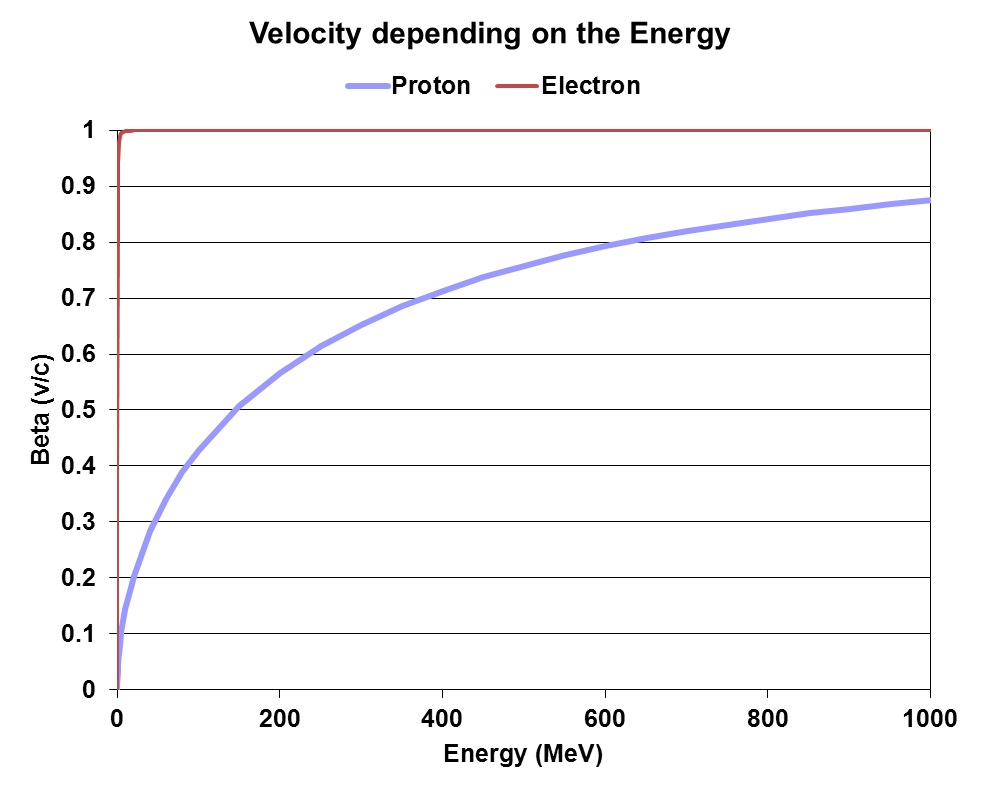 Velocity depending on the Energy
Proton Electron
1
0.9
0.8
0.7
0.6
0.5
0.4
0.3
0.2
0.1
0
Beta (v/c)
0 200 400 600 800 1000
Energy (MeV)